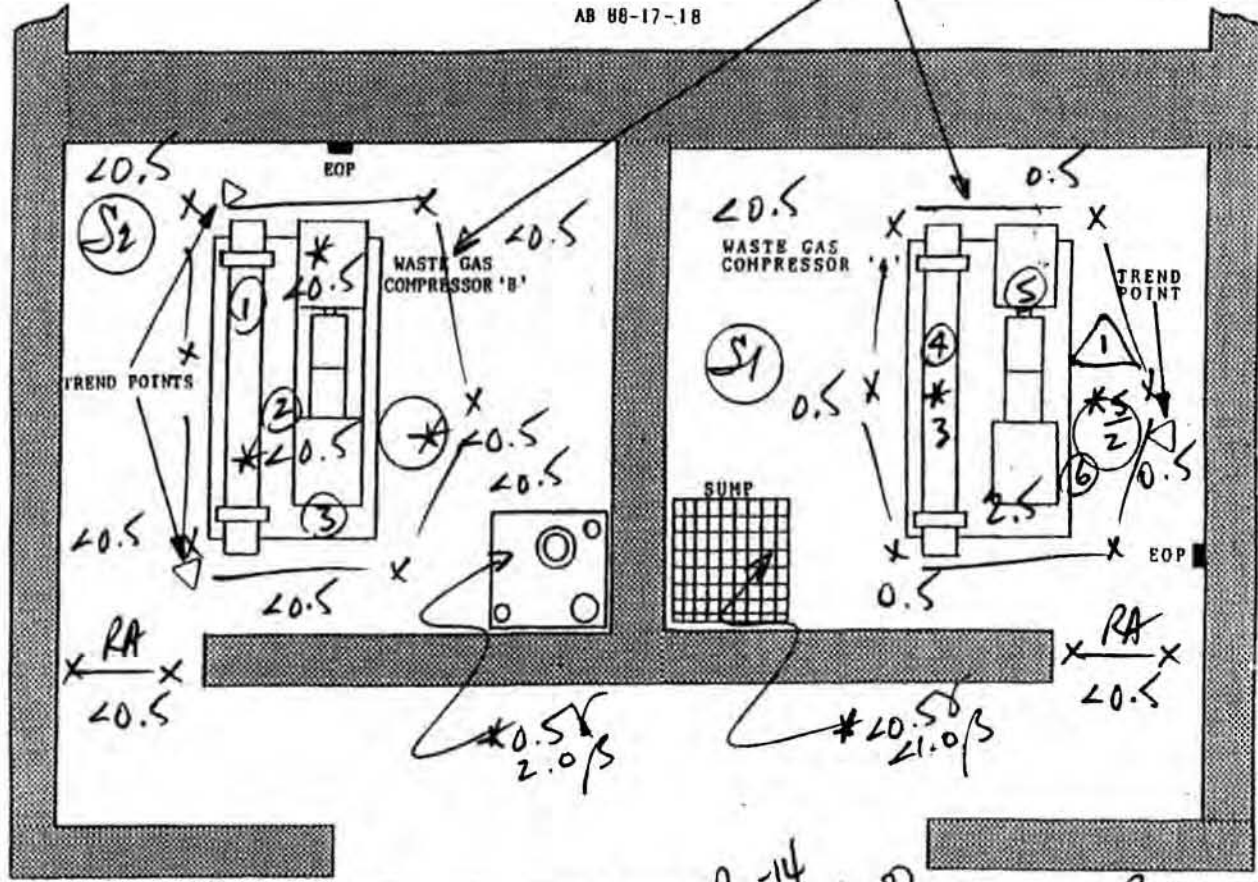 AB 88-17-18
EOP
<0.5
S2
<0.5
WASTE GAS
COMPRESSOR 'B'
* <0.5
1
TREND POINTS
2
* <0.5
*
<0.5
<0.5
3
<0.5
<0.5
RA
<0.5
* 0.5γ
2.0β
0.5
<0.5
WASTE GAS
COMPRESSOR 'A'
TREND
POINT
5
1
S1
4
*
3
0.5
* 5
2
0.5
6
2.5
SUMP
EOP
0.5
RA
<0.5
* <0.5γ
<1.0β